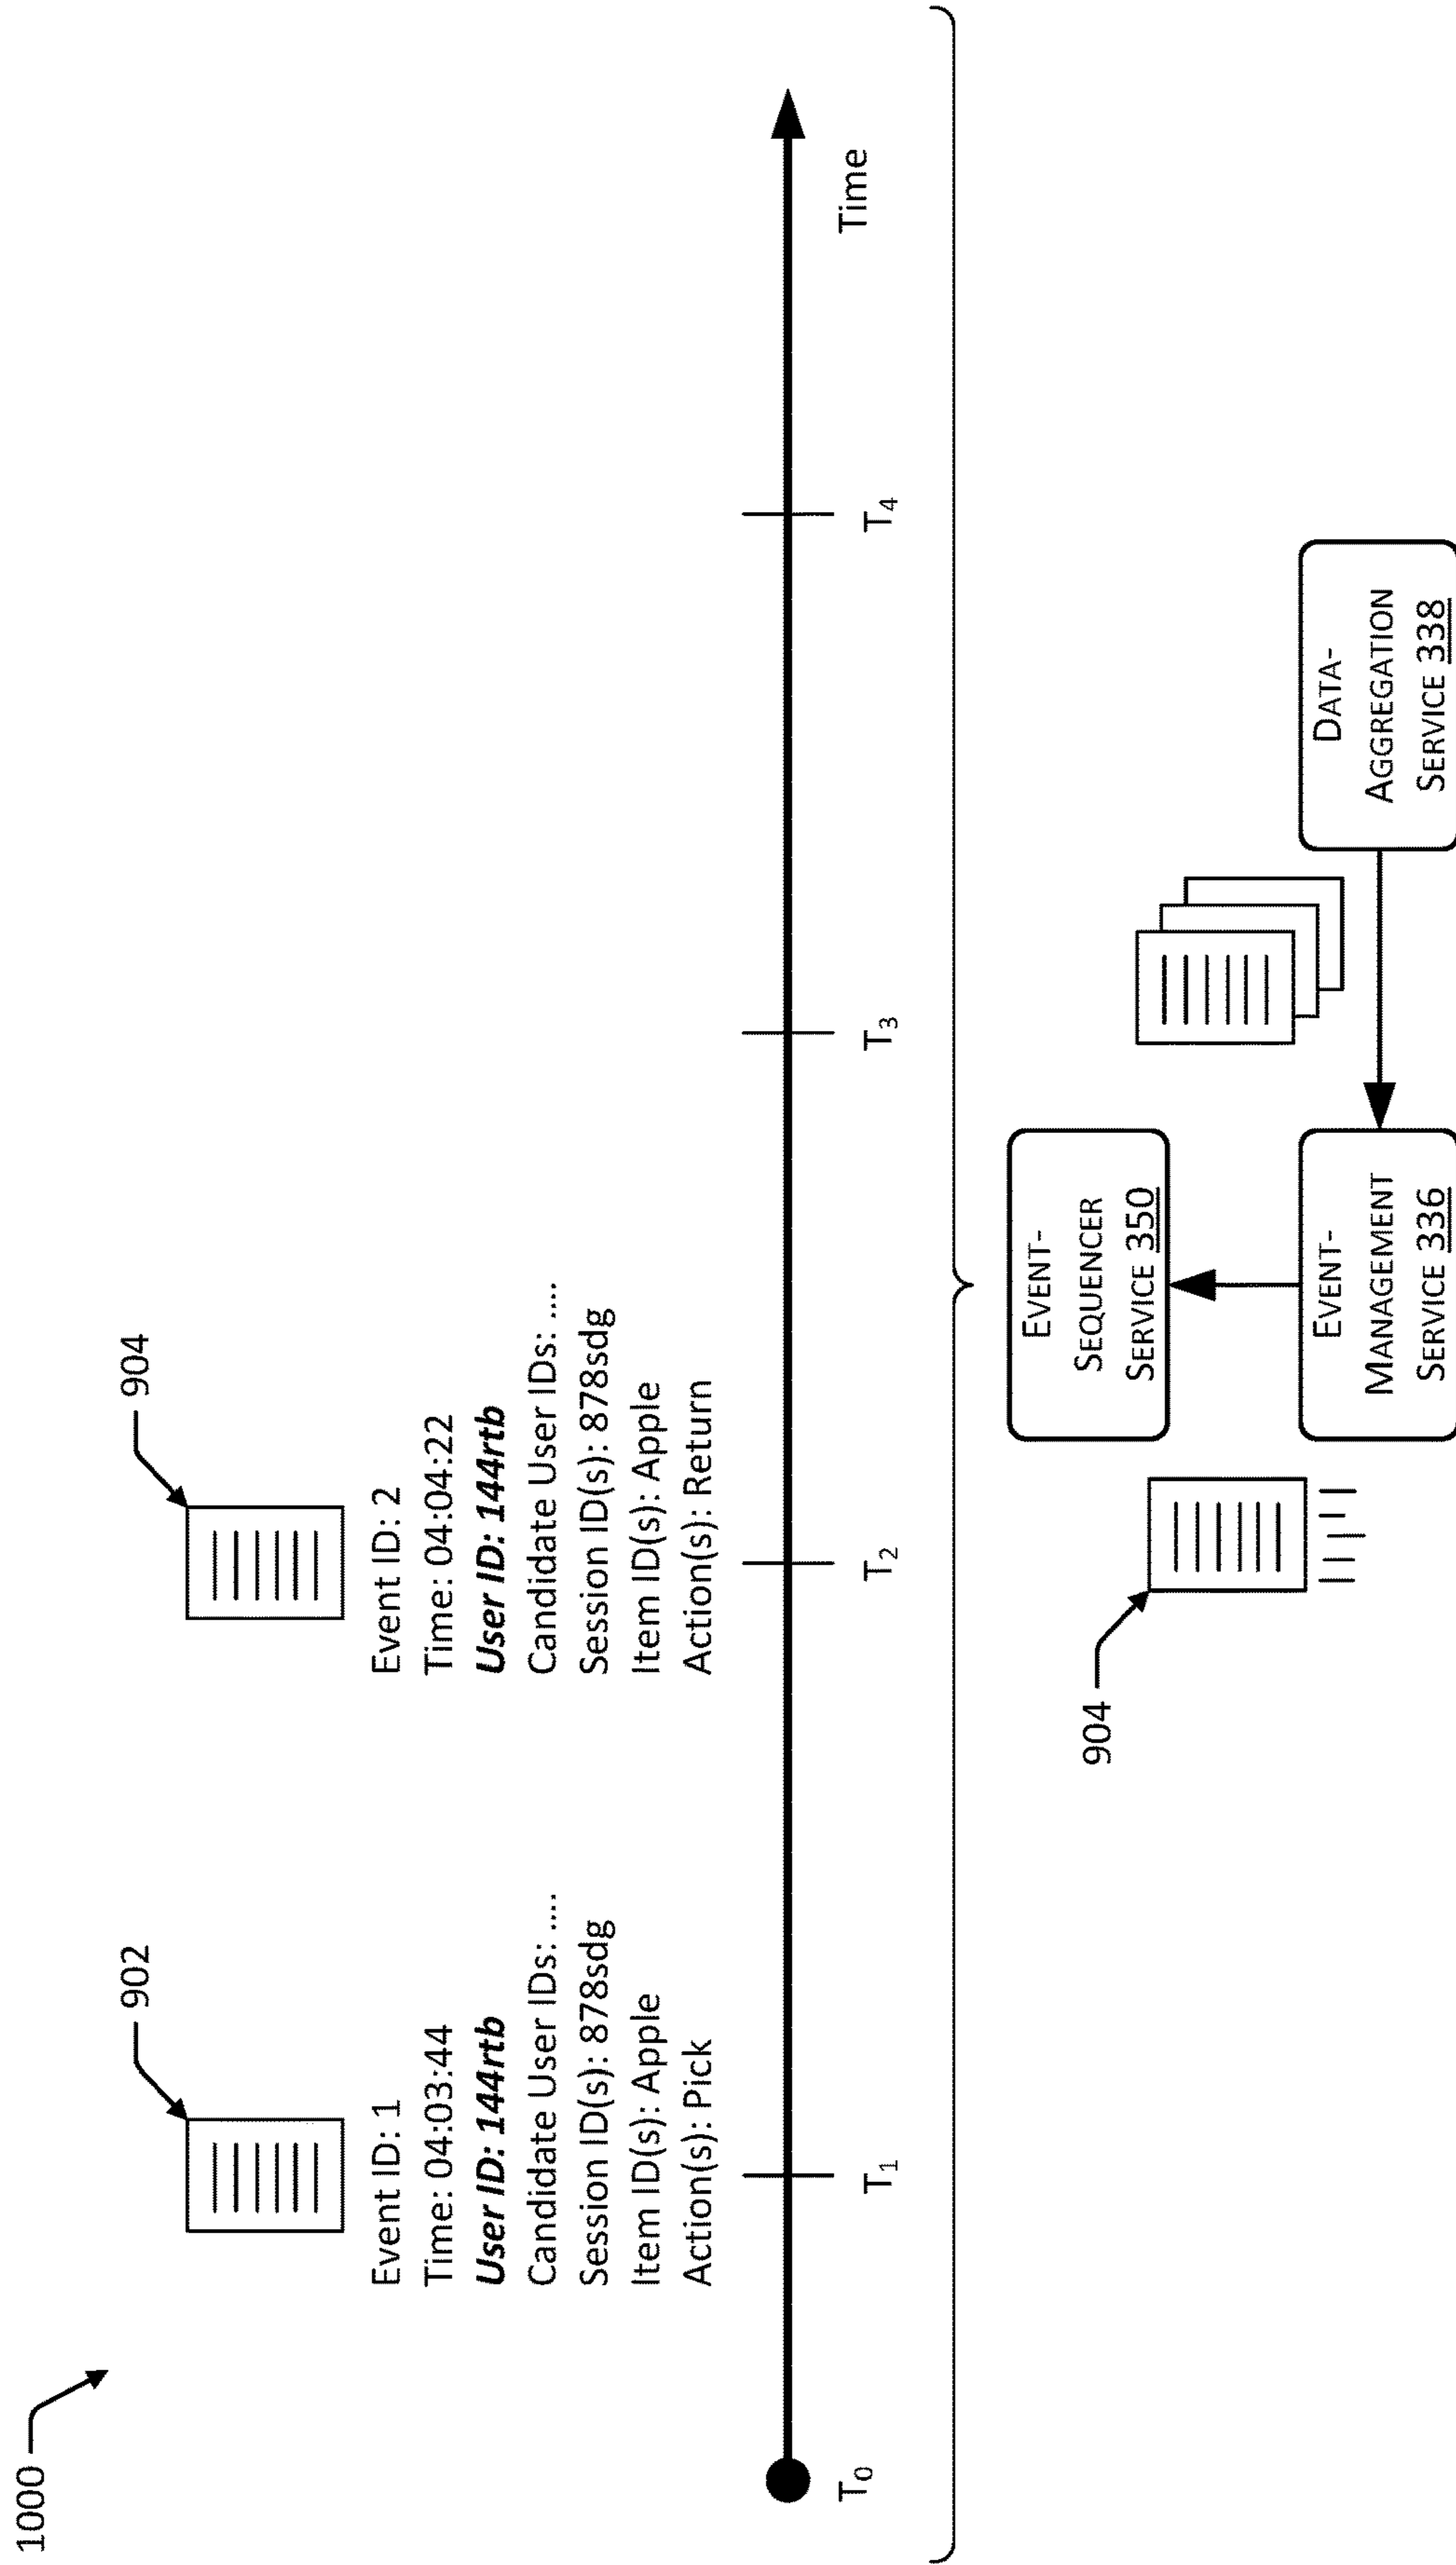 1000
902
Event ID: 1
Time: 04:03:44
User ID: 144rtb
Candidate User IDs: ....
Session ID(s): 878sdg
Item ID(s): Apple
Action(s): Pick
904
Event ID: 2
Time: 04:04:22
User ID: 144rtb
Candidate User IDs: ....
Session ID(s): 878sdg
Item ID(s): Apple
Action(s): Return
T0
T1
T2
T3
T4
Time
EVENT-
SEQUENCER
SERVICE 350
904
EVENT-
MANAGEMENT
SERVICE 336
DATA-
AGGREGATION
SERVICE 338